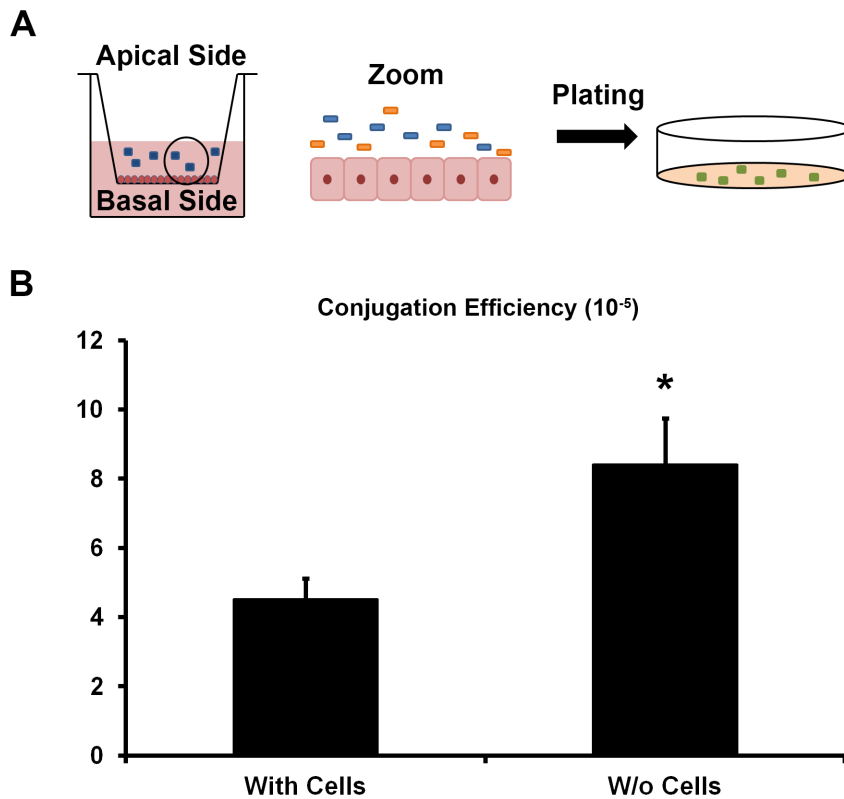 A
Apical Side
Basal Side
Zoom
Plating
B
Conjugation Efficiency (10⁻⁵)
12
10
8
6
4
2
0
*
With Cells
W/o Cells